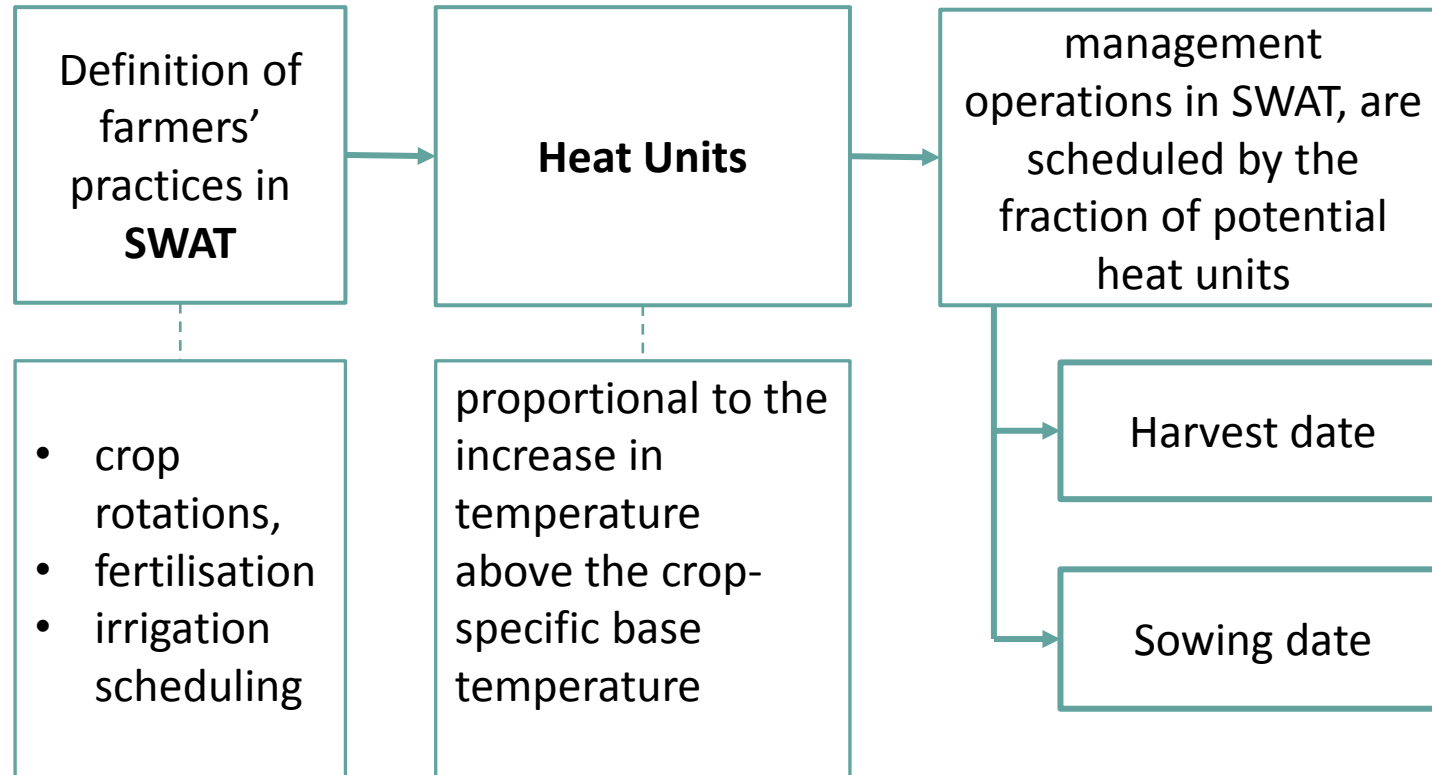 Definition of
farmers’
practices in
SWAT
Heat Units
management
operations in SWAT, are
scheduled by the
fraction of potential
heat units
• crop
rotations,
• fertilisation
• irrigation
scheduling
proportional to the
increase in
temperature
above the crop-
specific base
temperature
Harvest date
Sowing date